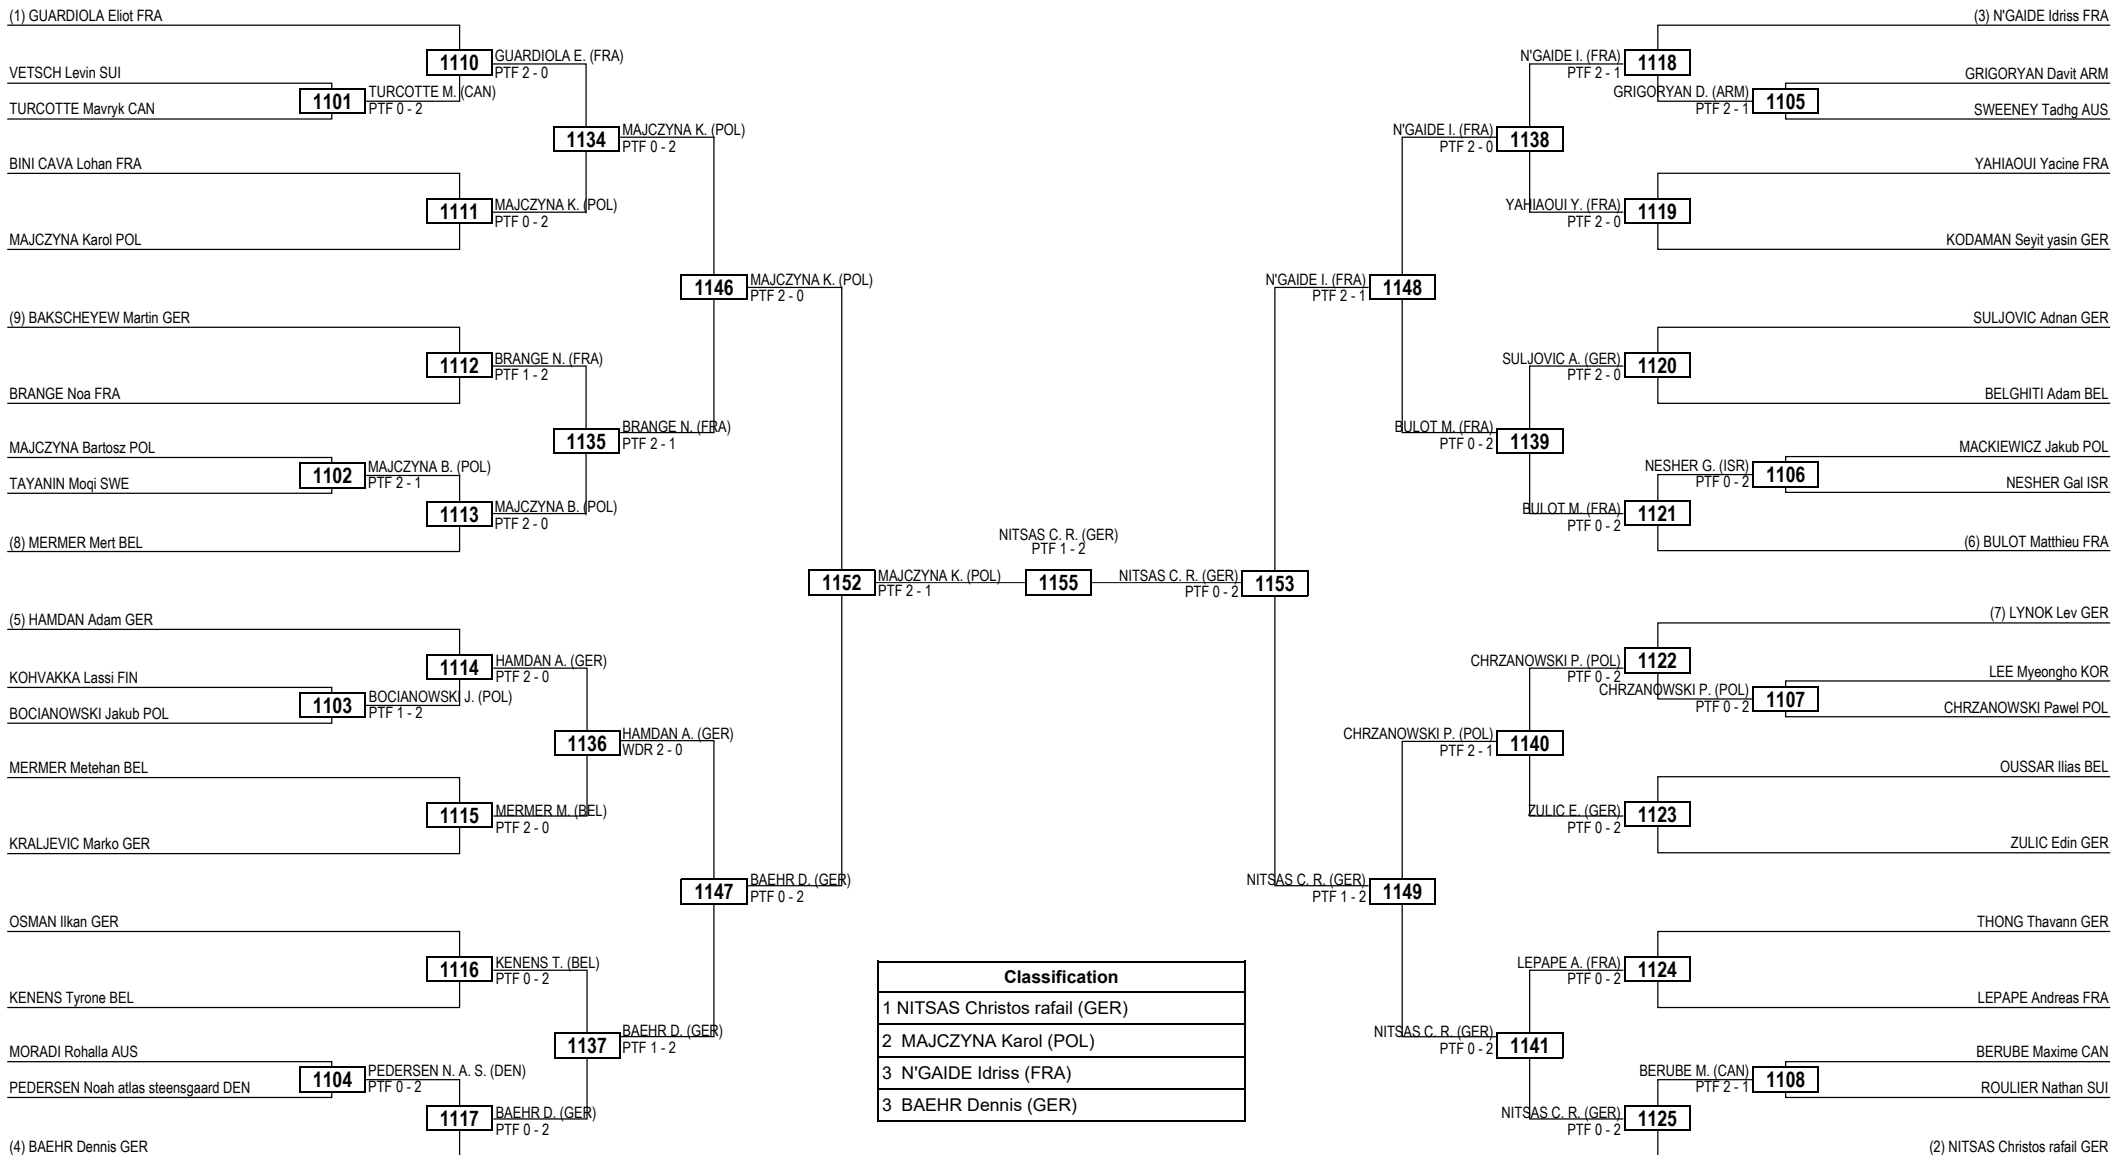 (1) GUARDIOLA Eliot FRA
1110
GUARDIOLA E. (FRA)
PTF 2 - 0
VETSCH Levin SUI
1101
TURCOTTE M. (CAN)
PTF 0 - 2
TURCOTTE Mavryk CAN
1134
MAJCZYNA K. (POL)
PTF 0 - 2
BINI CAVA Lohan FRA
1111
MAJCZYNA K. (POL)
PTF 0 - 2
MAJCZYNA Karol POL
1146
MAJCZYNA K. (POL)
PTF 2 - 0
(9) BAKSCHEYEW Martin GER
1112
BRANGE N. (FRA)
PTF 1 - 2
BRANGE Noa FRA
1135
BRANGE N. (FRA)
PTF 2 - 1
MAJCZYNA Bartosz POL
1102
MAJCZYNA B. (POL)
PTF 2 - 1
TAYANIN Moqi SWE
1113
MAJCZYNA B. (POL)
PTF 2 - 0
(8) MERMER Mert BEL
1152
MAJCZYNA K. (POL)
PTF 2 - 1
(5) HAMDAN Adam GER
1114
HAMDAN A. (GER)
PTF 2 - 0
KOHVAKKA Lassi FIN
1103
BOCIANOWSKI J. (POL)
PTF 1 - 2
BOCIANOWSKI Jakub POL
1136
HAMDAN A. (GER)
WDR 2 - 0
MERMER Metehan BEL
1115
MERMER M. (BEL)
PTF 2 - 0
KRALJEVIC Marko GER
1147
BAEHR D. (GER)
PTF 0 - 2
OSMAN Ilkan GER
1116
KENENS T. (BEL)
PTF 0 - 2
KENENS Tyrone BEL
1137
BAEHR D. (GER)
PTF 1 - 2
MORADI Rohalla AUS
1104
PEDERSEN N. A. S. (DEN)
PTF 0 - 2
PEDERSEN Noah atlas steensgaard DEN
1117
BAEHR D. (GER)
PTF 0 - 2
(4) BAEHR Dennis GER
NITSAS C. R. (GER)
PTF 1 - 2
1155
Classification
1 NITSAS Christos rafail (GER)
2 MAJCZYNA Karol (POL)
3 N'GAIDE Idriss (FRA)
3 BAEHR Dennis (GER)
(3) N'GAIDE Idriss FRA
N'GAIDE I. (FRA)
PTF 2 - 1
1118
GRIGORYAN Davit ARM
GRIGORYAN D. (ARM)
PTF 2 - 1
1105
SWEENEY Tadhg AUS
N'GAIDE I. (FRA)
PTF 2 - 0
1138
YAHIAOUI Yacine FRA
YAHIAOUI Y. (FRA)
PTF 2 - 0
1119
KODAMAN Seyit yasin GER
N'GAIDE I. (FRA)
PTF 2 - 1
1148
SULJOVIC Adnan GER
SULJOVIC A. (GER)
PTF 2 - 0
1120
BELGHITI Adam BEL
BULOT M. (FRA)
PTF 0 - 2
1139
MACKIEWICZ Jakub POL
NESHER G. (ISR)
PTF 0 - 2
1106
NESHER Gal ISR
BULOT M. (FRA)
PTF 0 - 2
1121
(6) BULOT Matthieu FRA
NITSAS C. R. (GER)
PTF 0 - 2
1153
(7) LYNOK Lev GER
CHRZANOWSKI P. (POL)
PTF 0 - 2
1122
LEE Myeongho KOR
CHRZANOWSKI P. (POL)
PTF 0 - 2
1107
CHRZANOWSKI Pawel POL
CHRZANOWSKI P. (POL)
PTF 2 - 1
1140
OUSSAR Ilias BEL
ZULIC E. (GER)
PTF 0 - 2
1123
ZULIC Edin GER
NITSAS C. R. (GER)
PTF 1 - 2
1149
THONG Thavann GER
LEPAPE A. (FRA)
PTF 0 - 2
1124
LEPAPE Andreas FRA
NITSAS C. R. (GER)
PTF 0 - 2
1141
BERUBE Maxime CAN
BERUBE M. (CAN)
PTF 2 - 1
1108
ROULIER Nathan SUI
NITSAS C. R. (GER)
PTF 0 - 2
1125
(2) NITSAS Christos rafail GER